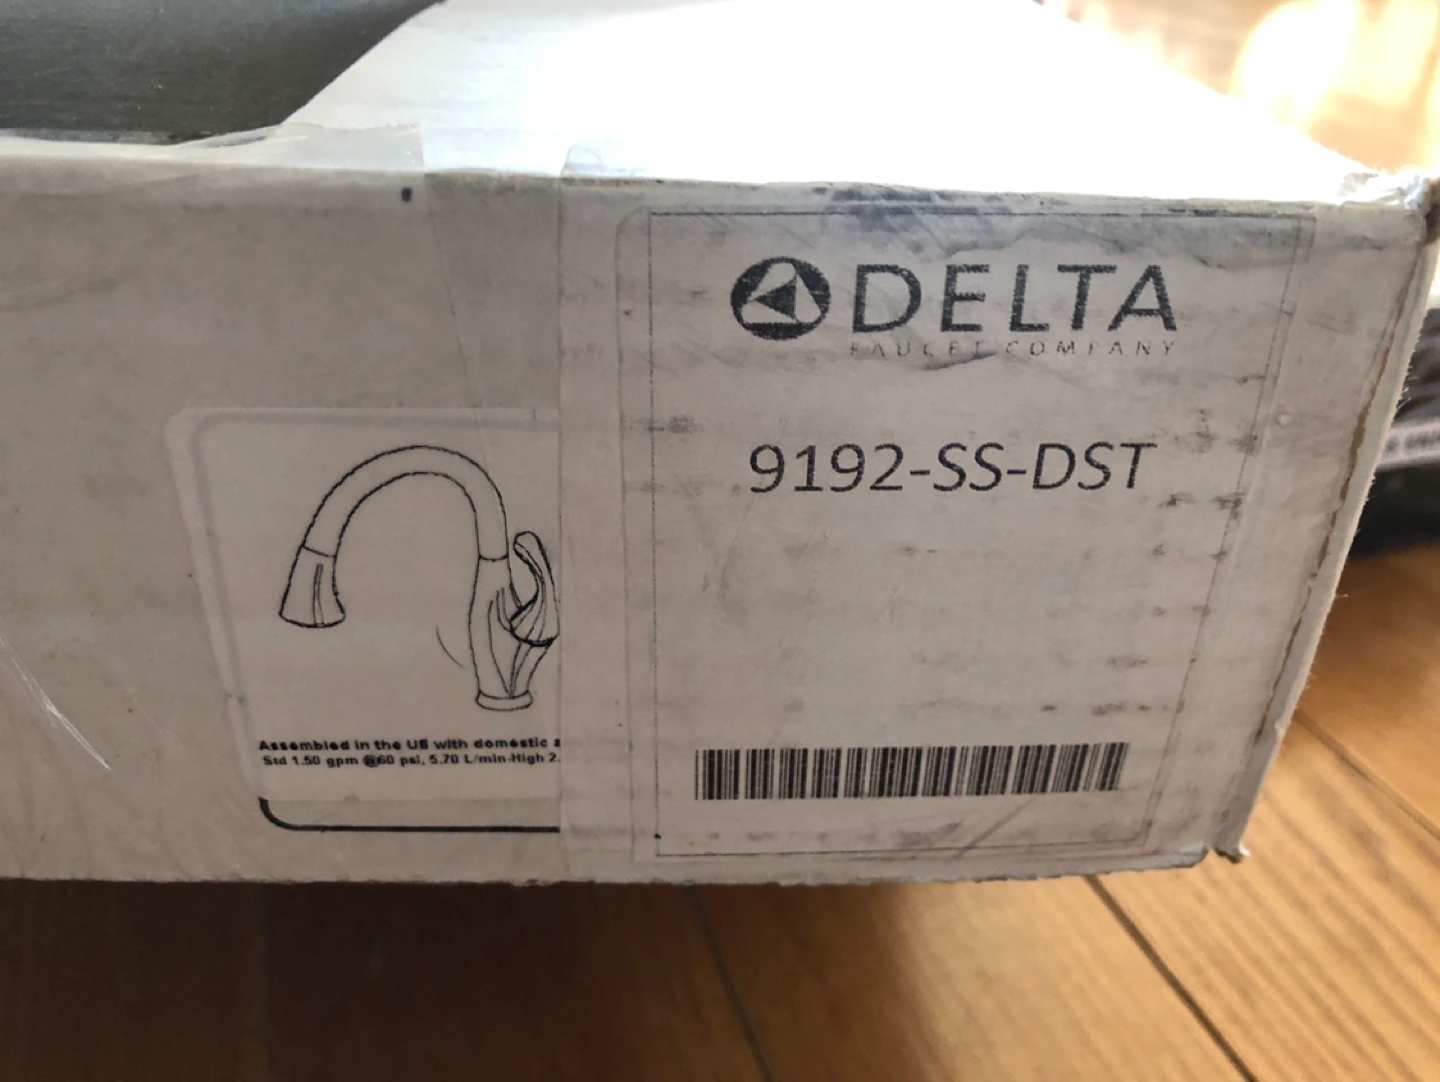 DELTA
FAUCET COMPANY
9192-SS-DST
Assembled in the US with domestic
Std 1.50 gpm @60 psi, 5.70 L/min-High 2.